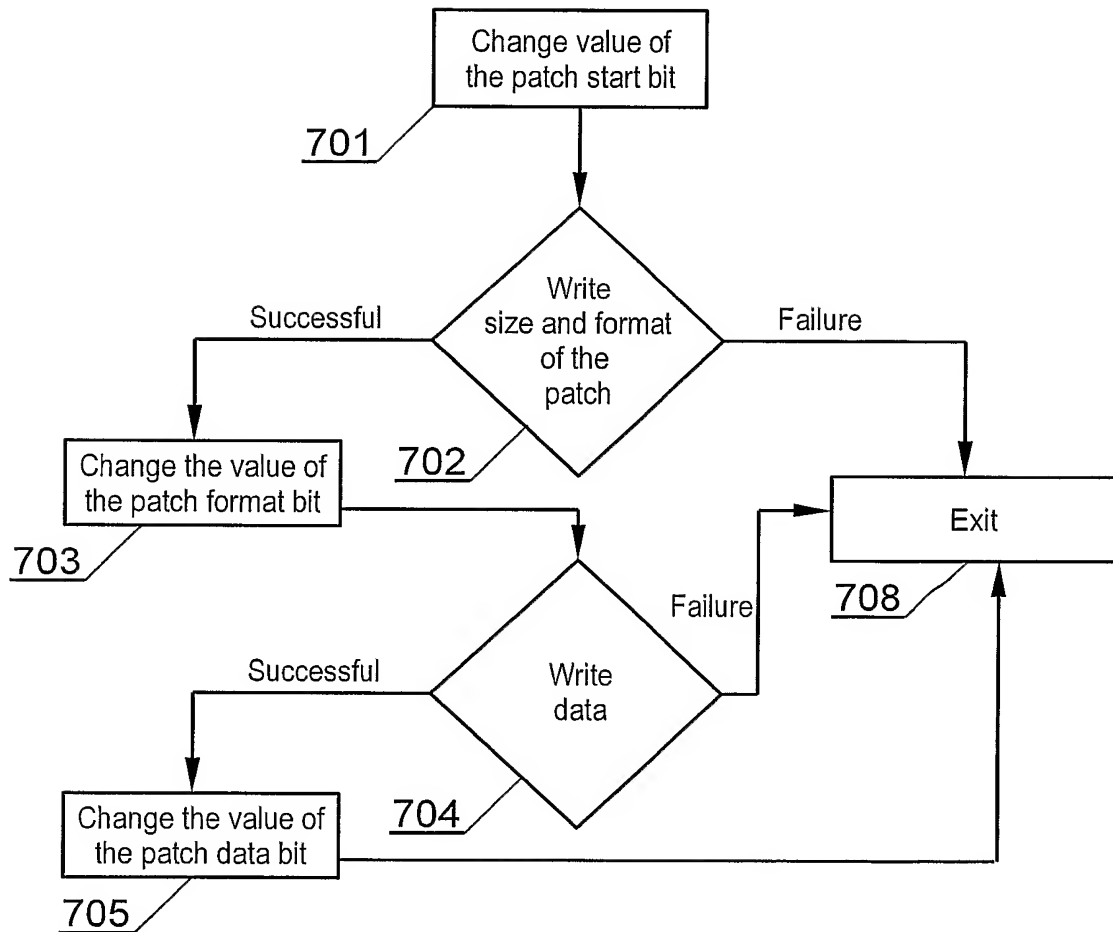 Change value of
the patch start bit
701
Write
size and format
of the
patch
Successful
Failure
702
Change the value of
the patch format bit
703
Exit
708
Write
data
Successful
Failure
704
Change the value of
the patch data bit
705